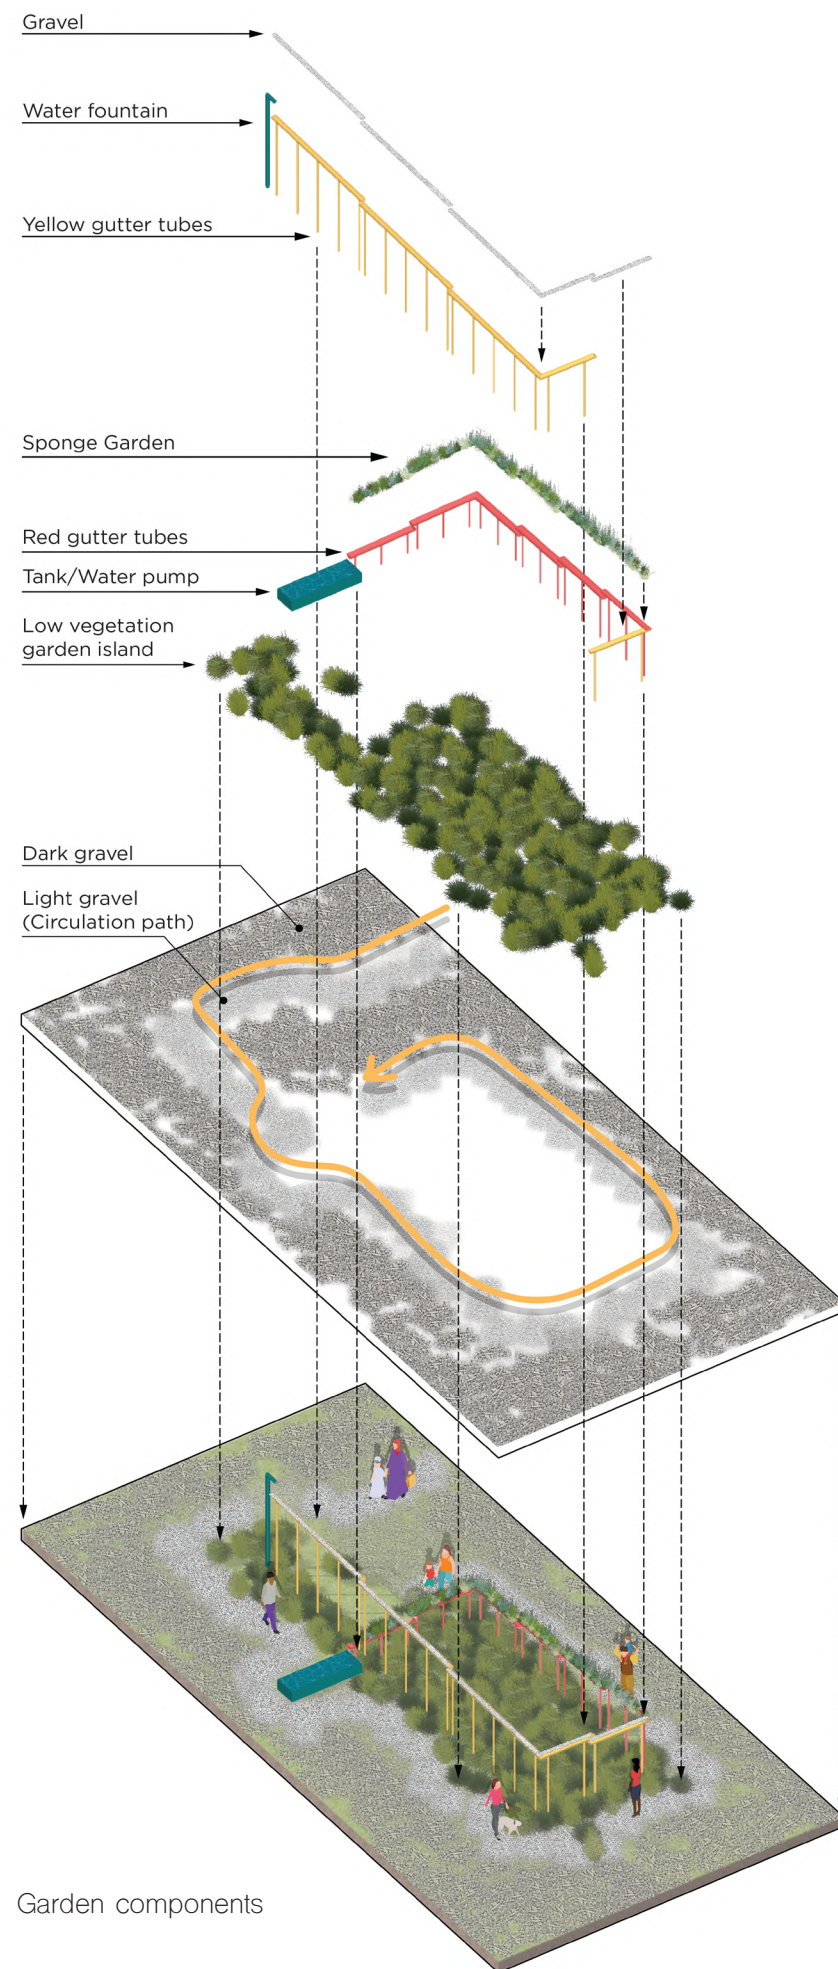 Gravel
Water fountain
Yellow gutter tubes
Sponge Garden
Red gutter tubes
Tank/Water pump
Low vegetation
garden island
Dark gravel
Light gravel
(Circulation path)
Garden components